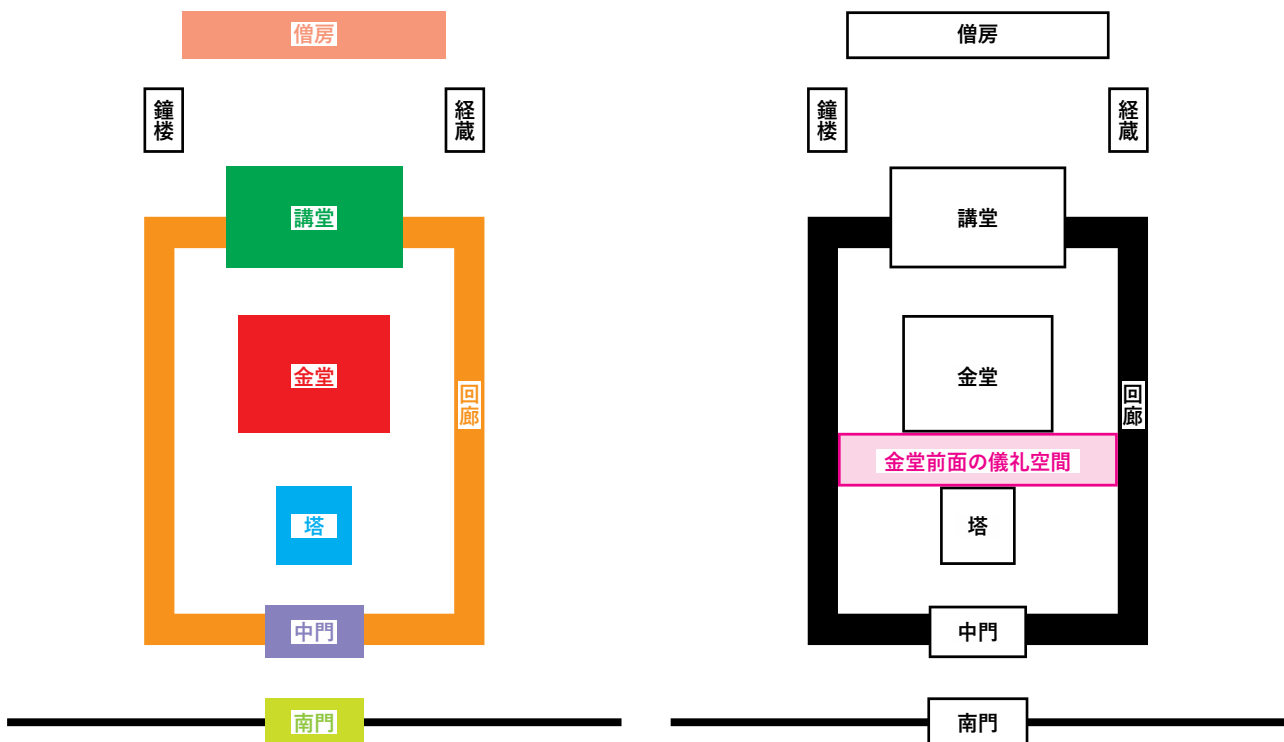 僧房
鐘楼
経蔵
講堂
金堂
回廊
塔
中門
南門
僧房
鐘楼
経蔵
講堂
金堂
回廊
金堂前面の儀礼空間
塔
中門
南門